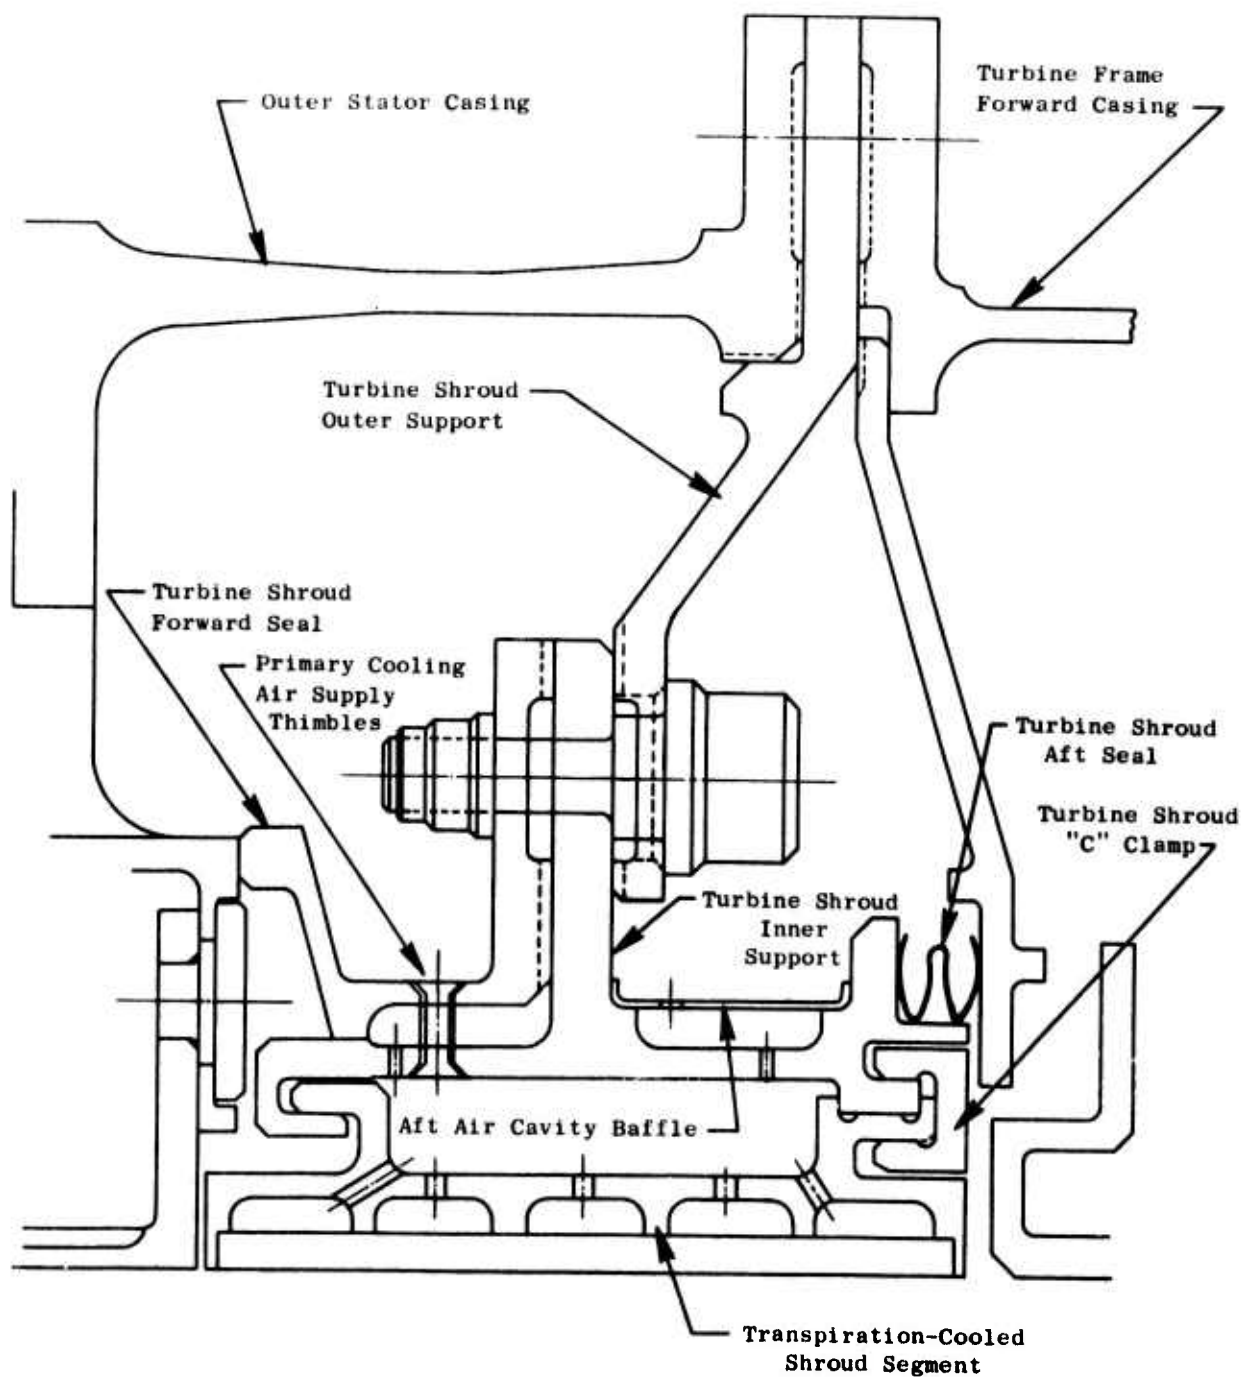 Outer Stator Casing
Turbine Frame
Forward Casing
Turbine Shroud
Outer Support
Turbine Shroud
Forward Seal
Primary Cooling
Air Supply
Thimbles
Turbine Shroud
Aft Seal
Turbine Shroud
"C" Clamp
Turbine Shroud
Inner
Support
Aft Air Cavity Baffle
Transpiration-Cooled
Shroud Segment